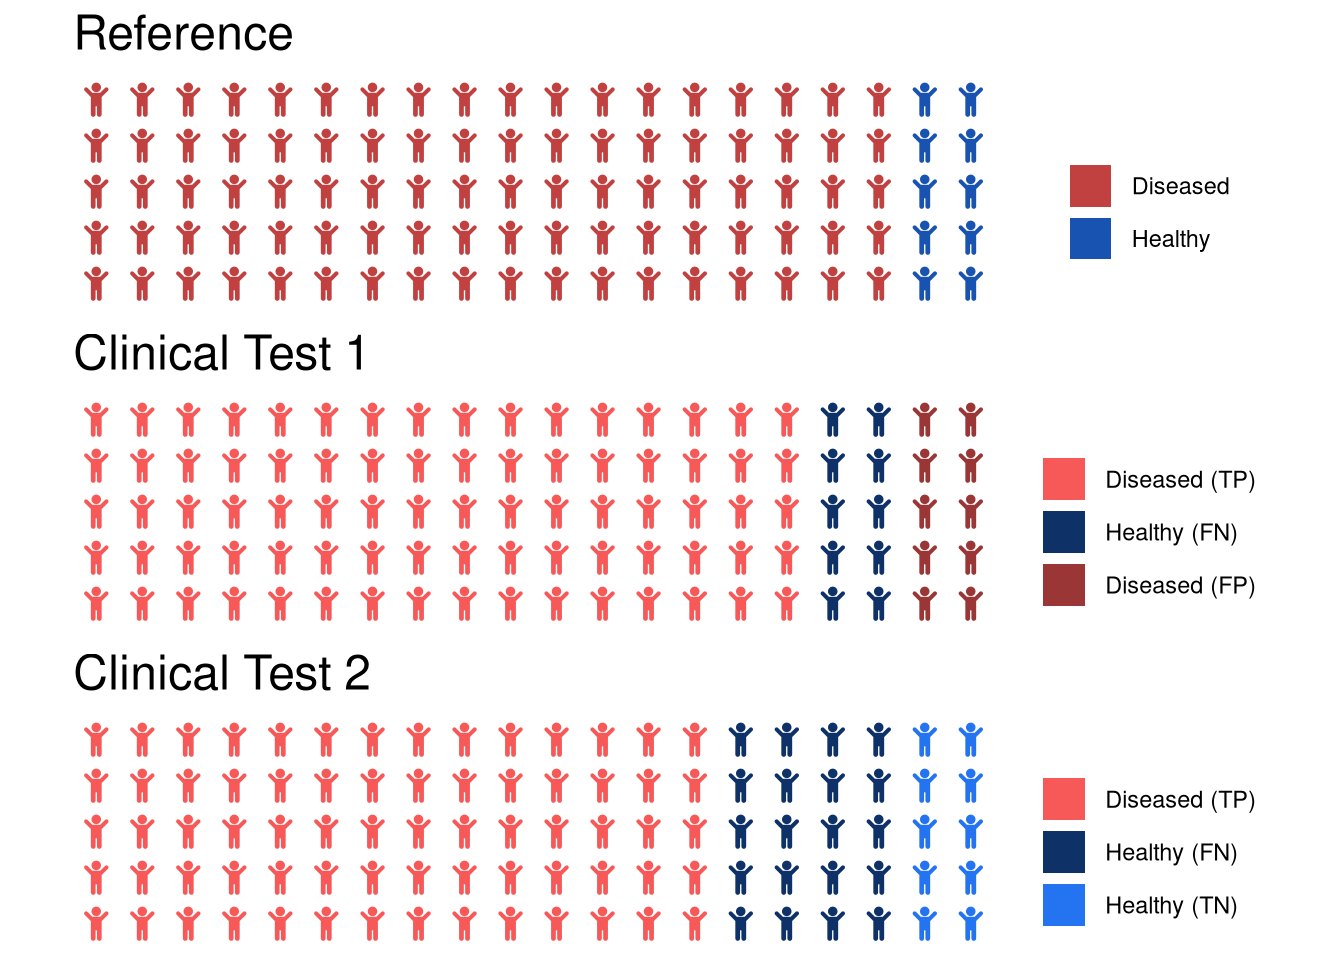 Reference
Diseased
Healthy
Clinical Test 1
Diseased (TP)
Healthy (FN)
Diseased (FP)
Clinical Test 2
Diseased (TP)
Healthy (FN)
Healthy (TN)